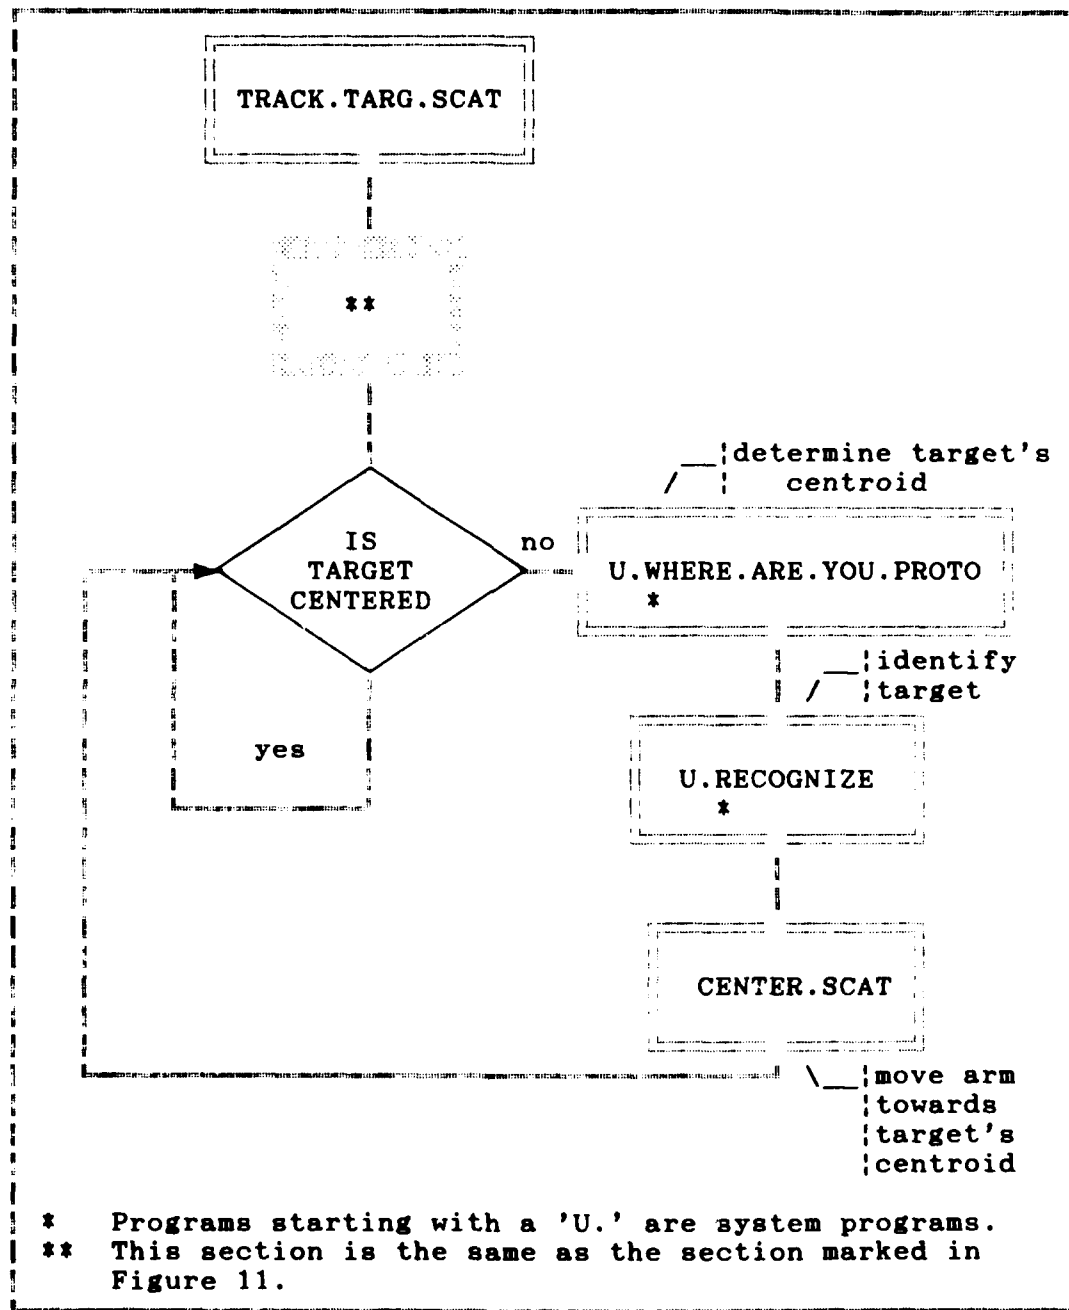 TRACK.TARG.SCAT
**
determine target's
centroid
IS
TARGET
CENTERED
no
U.WHERE.ARE.YOU.PROTO
*
identify
target
yes
U.RECOGNIZE
*
CENTER.SCAT
move arm
towards
target's
centroid
* Programs starting with a 'U.' are system programs.
** This section is the same as the section marked in
Figure 11.